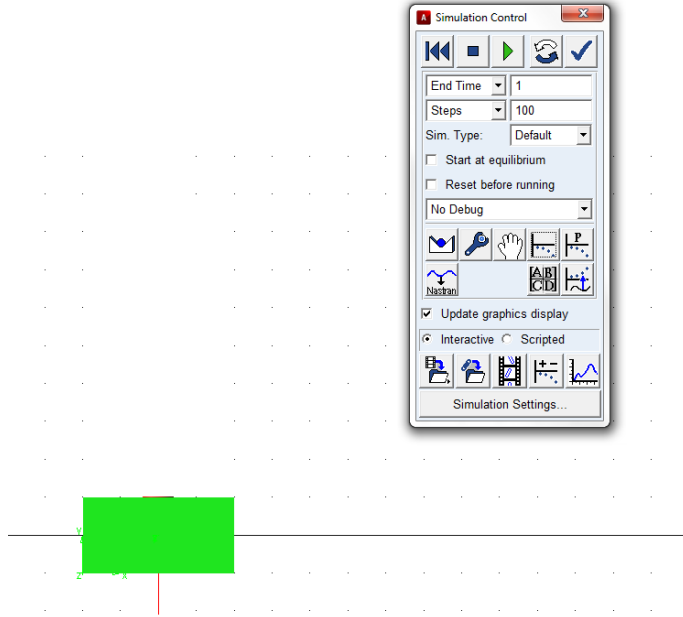 A Simulation Control
End Time 1
Steps 100
Sim. Type: Default
Start at equilibrium
Reset before running
No Debug
P
Nastran
A B
C D
Update graphics display
Interactive Scripted
Simulation Settings...
Y
Z X